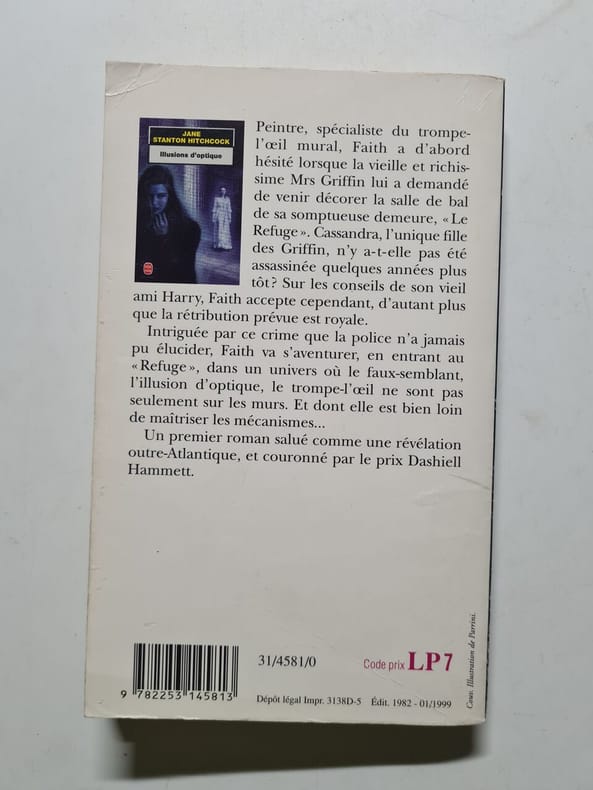 JANE
STANTON HITCHCOCK
Illusions d'optique
Peintre, spécialiste du trompe-
l'œil mural, Faith a d'abord
hésité lorsque la vieille et richis-
sime Mrs Griffin lui a demandé
de venir décorer la salle de bal
de sa somptueuse demeure, « Le
Refuge ». Cassandra, l'unique fille
des Griffin, n'y a-t-elle pas été
assassinée quelques années plus
tôt ? Sur les conseils de son vieil
ami Harry, Faith accepte cependant, d'autant plus
que la rétribution prévue est royale.
Intriguée par ce crime que la police n'a jamais
pu élucider, Faith va s'aventurer, en entrant au
« Refuge », dans un univers où le faux-semblant,
l'illusion d'optique, le trompe-l'œil ne sont pas
seulement sur les murs. Et dont elle est bien loin
de maîtriser les mécanismes...
Un premier roman salué comme une révélation
outre-Atlantique, et couronné par le prix Dashiell
Hammett.
Couv. Illustration de Parrini.
31/4581/0
Code prix LP7
9 782253 145813
Dépôt légal Impr. 3138D-5 Édit. 1982 - 01/1999